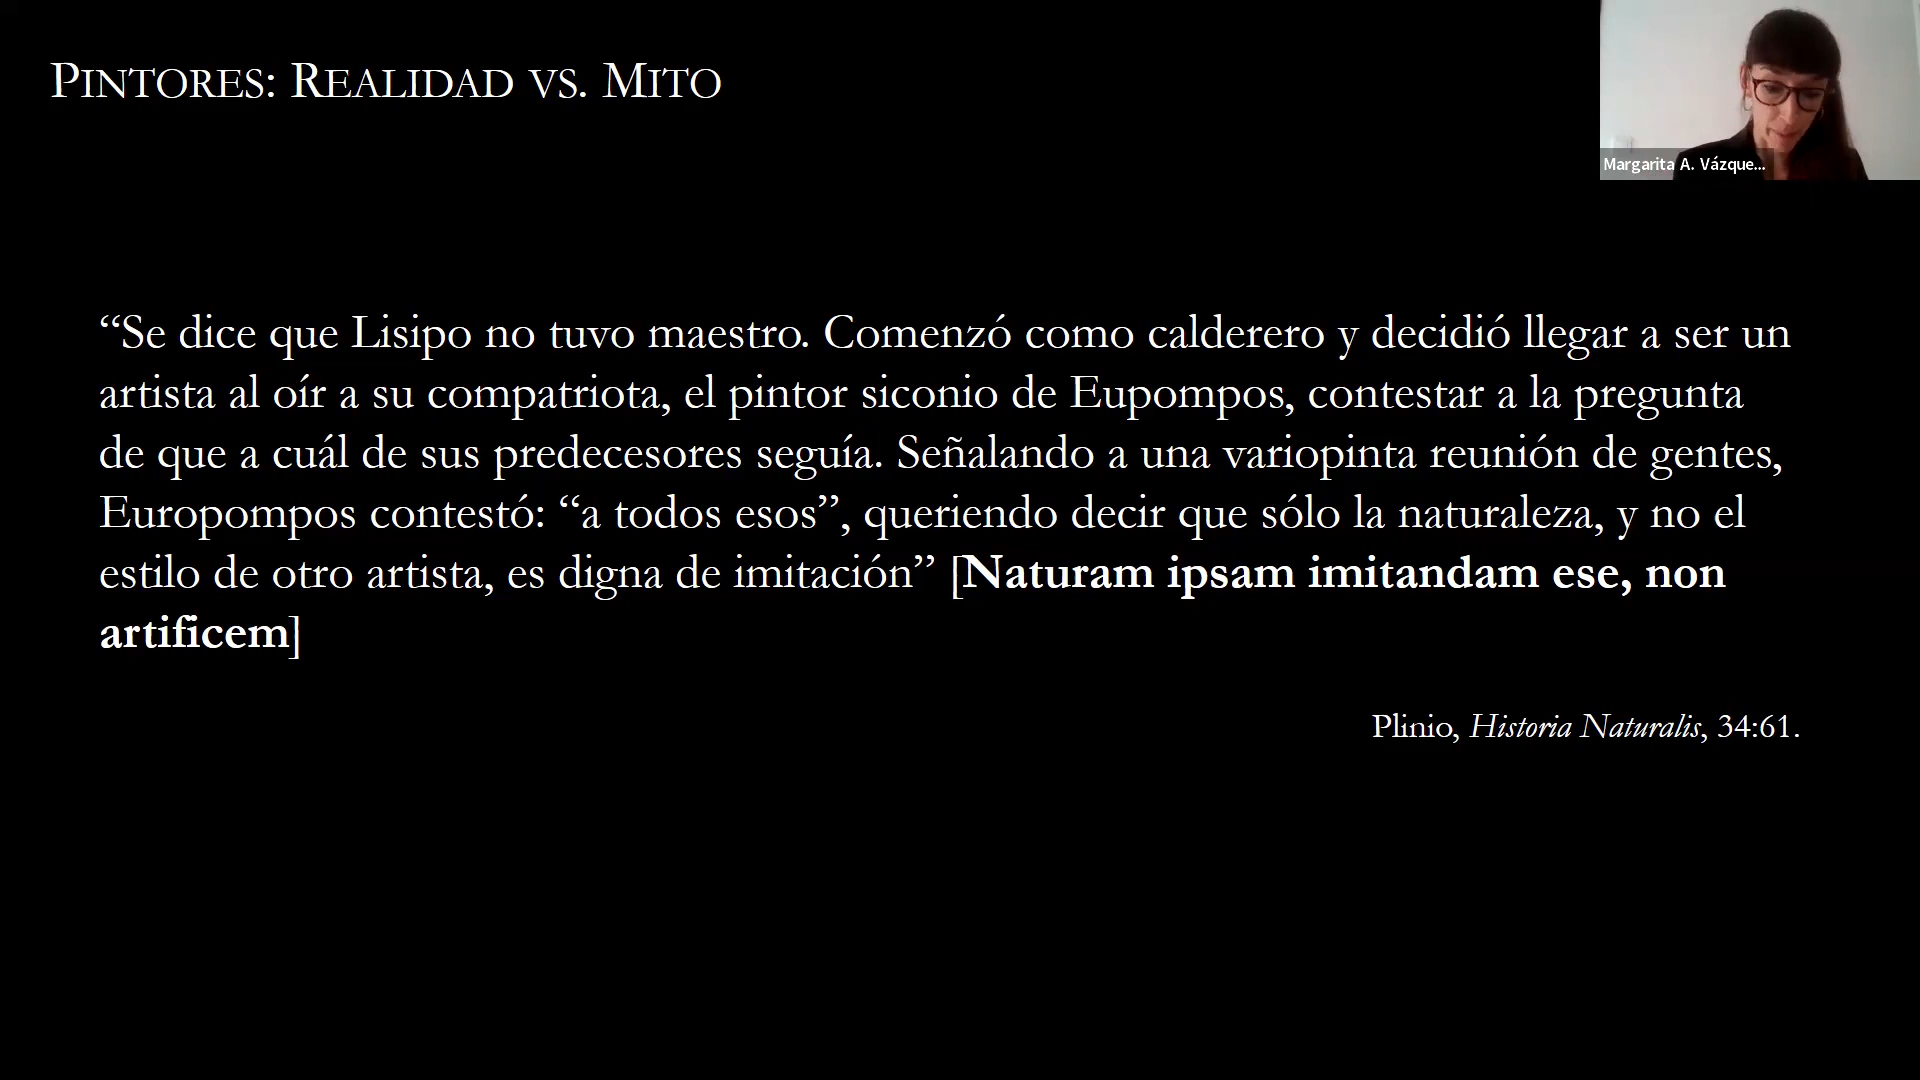 PINTORES: REALIDAD VS. MITO
Margarita A. Vázque...
“Se dice que Lisipo no tuvo maestro. Comenzó como calderero y decidió llegar a ser un
artista al oír a su compatriota, el pintor siconio de Eupompos, contestar a la pregunta
de que a cuál de sus predecesores seguía. Señalando a una variopinta reunión de gentes,
Europompos contestó: “a todos esos”, queriendo decir que sólo la naturaleza, y no el
estilo de otro artista, es digna de imitación” [Naturam ipsam imitandam ese, non
artificem]
Plinio, Historia Naturalis, 34:61.